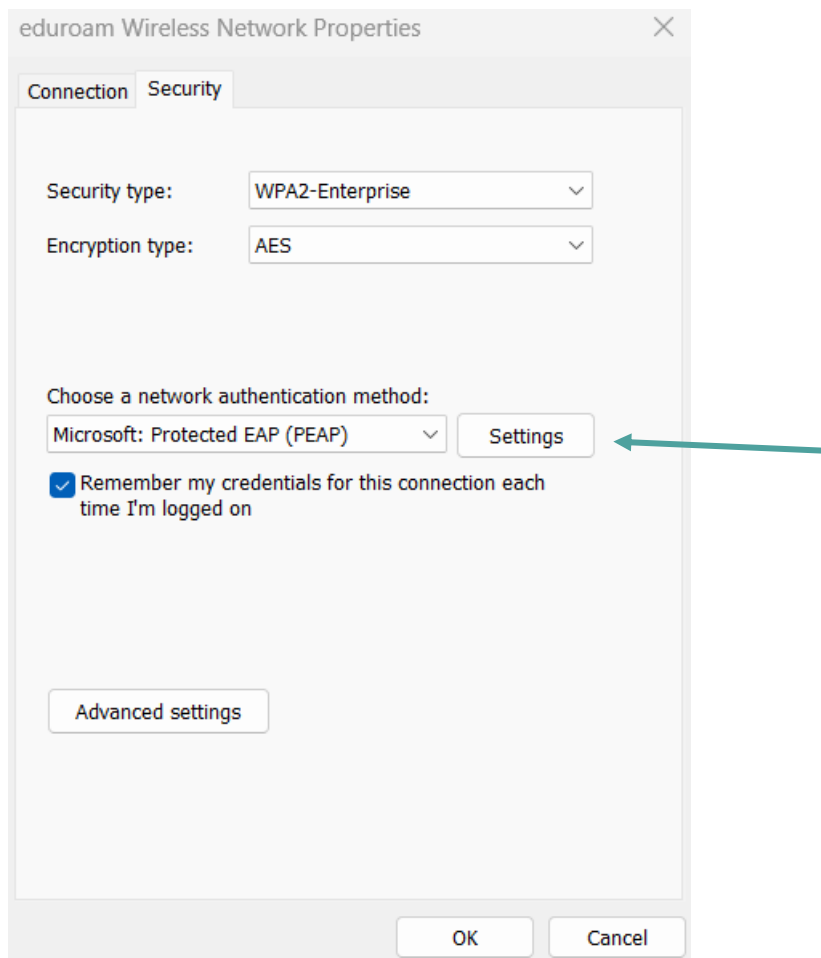 eduroam Wireless Network Properties
Connection Security
Security type: WPA2-Enterprise
Encryption type: AES
Choose a network authentication method:
Microsoft: Protected EAP (PEAP) Settings
Remember my credentials for this connection each
time I'm logged on
Advanced settings
OK Cancel